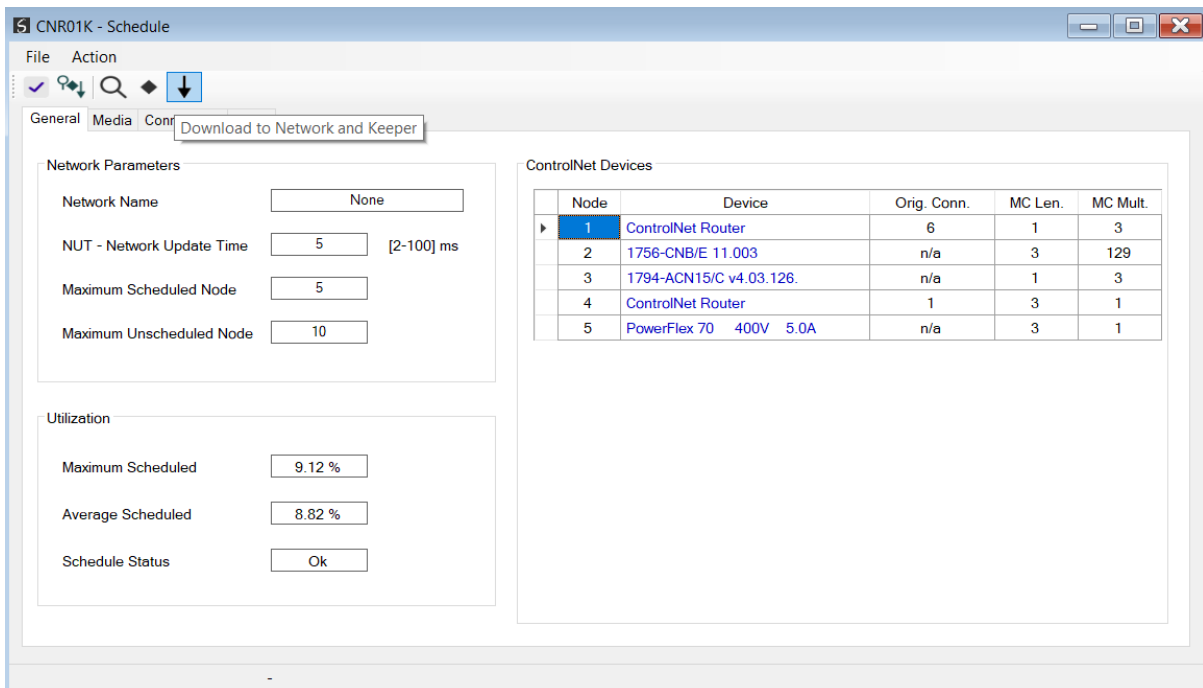 CNR01K - Schedule
File Action
General Media Conn
Download to Network and Keeper
Network Parameters
Network Name None
NUT - Network Update Time 5 [2-100] ms
Maximum Scheduled Node 5
Maximum Unscheduled Node 10
Utilization
Maximum Scheduled 9.12 %
Average Scheduled 8.82 %
Schedule Status Ok
ControlNet Devices
Node Device Orig. Conn. MC Len. MC Mult.
1 ControlNet Router 6 1 3
2 1756-CNB/E 11.003 n/a 3 129
3 1794-ACN15/C v4.03.126. n/a 1 3
4 ControlNet Router 1 3 1
5 PowerFlex 70 400V 5.0A n/a 3 1
-